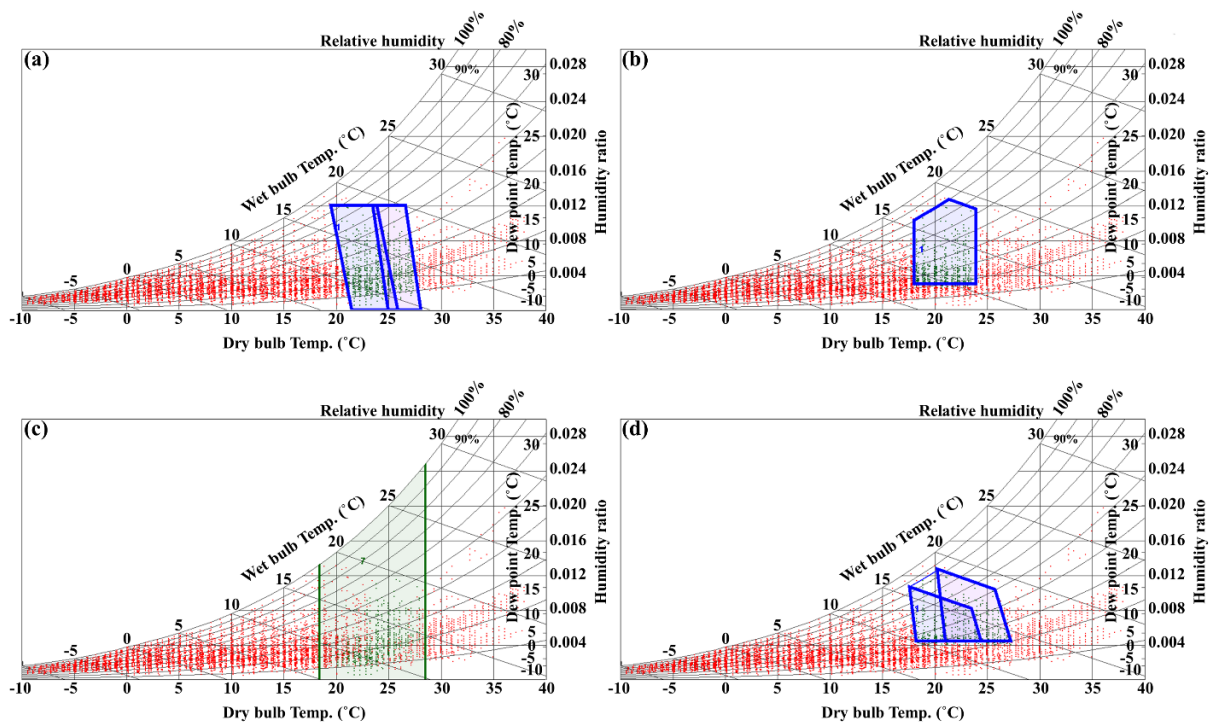 (a)
Relative humidity 100% 80%
30 90% 30 0.028
0.024
25 0.020
Wet bulb Temp. (˚C) 20 25 0.016
15 20 0.012
10 15 0.008
5 10
0 5 0.004
-5 0
-5
-10
1
Dew point Temp. (˚C)
Humidity ratio
-10 -5 0 5 10 15 20 25 30 35 40
Dry bulb Temp. (˚C)
(b)
Relative humidity 100% 80%
30 90% 30 0.028
0.024
25 0.020
Wet bulb Temp. (˚C) 20 25 0.016
15 20 0.012
10 15 0.008
5 10
0 5 0.004
-5 0
-5
-10
1
Dew point Temp. (˚C)
Humidity ratio
-10 -5 0 5 10 15 20 25 30 35 40
Dry bulb Temp. (˚C)
(c)
Relative humidity 100% 80%
30 90% 30 0.028
0.024
25 0.020
Wet bulb Temp. (˚C) 20 25 0.016
15 20 0.012
10 15 0.008
5 10
0 5 0.004
-5 0
-5
-10
7
Dew point Temp. (˚C)
Humidity ratio
-10 -5 0 5 10 15 20 25 30 35 40
Dry bulb Temp. (˚C)
(d)
Relative humidity 100% 80%
30 90% 30 0.028
0.024
25 0.020
Wet bulb Temp. (˚C) 20 25 0.016
15 20 0.012
10 15 0.008
5 10
0 5 0.004
-5 0
-5
-10
1
Dew point Temp. (˚C)
Humidity ratio
-10 -5 0 5 10 15 20 25 30 35 40
Dry bulb Temp. (˚C)